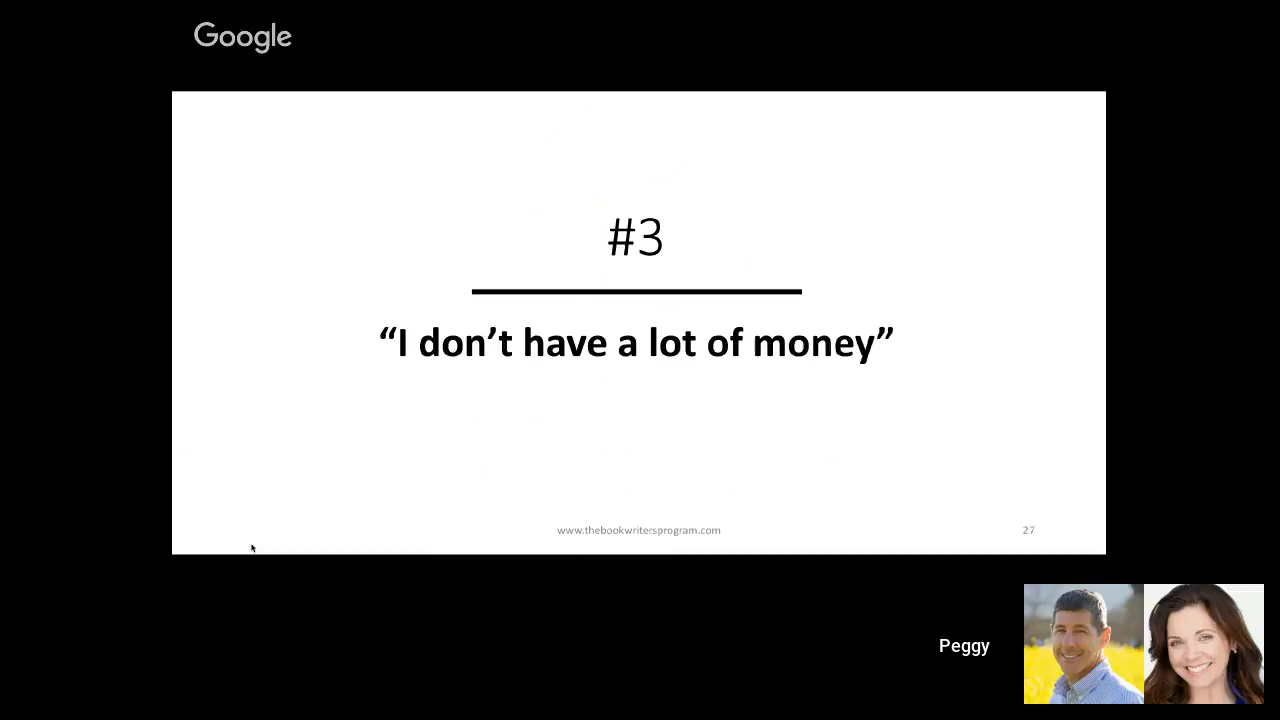 Google
#3
“I don’t have a lot of money”
www.thebookwritersprogram.com
27
Peggy